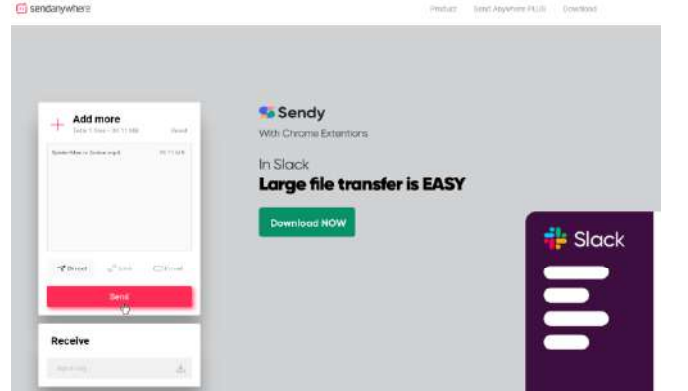 sendanywhere
Product Send Anywhere PLUS Download
Add more
Sendy
With Chrome Extentions
In Slack
Large file transfer is EASY
Download NOW
Slack
Direct
Send
Receive